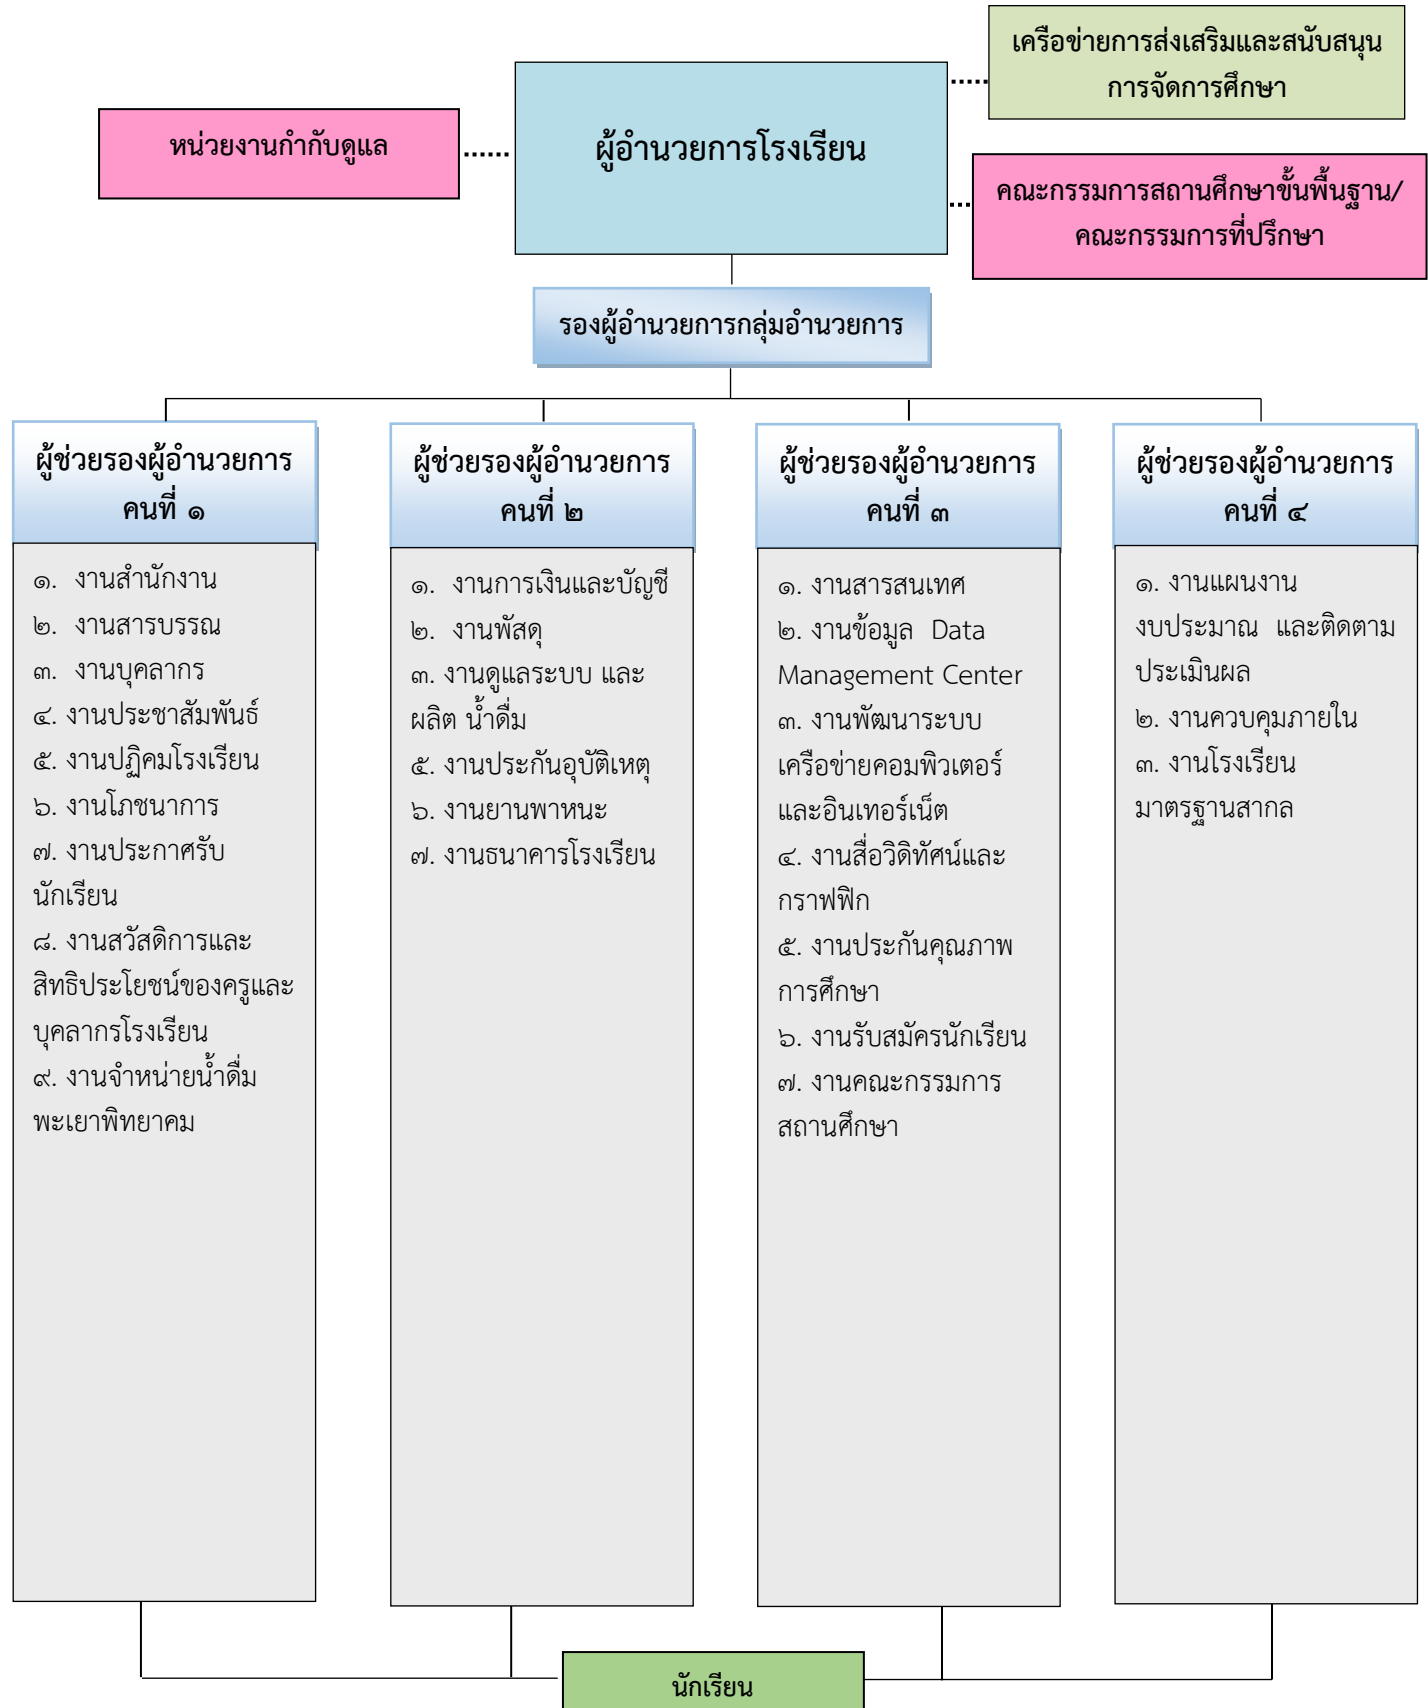 เครือข่ายการส่งเสริมและสนับสนุน
การจัดการศึกษา
หน่วยงานกำกับดูแล
ผู้อำนวยการโรงเรียน
คณะกรรมการสถานศึกษาขั้นพื้นฐาน/
คณะกรรมการที่ปรึกษา
รองผู้อำนวยการกลุ่มอำนวยการ
ผู้ช่วยรองผู้อำนวยการ
คนที่ ๑
๑. งานสำนักงาน
๒. งานสารบรรณ
๓. งานบุคลากร
๔. งานประชาสัมพันธ์
๕. งานปฏิคมโรงเรียน
๖. งานโภชนาการ
๗. งานประกาศรับ
นักเรียน
๘. งานสวัสดิการและ
สิทธิประโยชน์ของครูและ
บุคลากรโรงเรียน
๙. งานจำหน่ายน้ำดื่ม
พะเยาพิทยาคม
ผู้ช่วยรองผู้อำนวยการ
คนที่ ๒
๑. งานการเงินและบัญชี
๒. งานพัสดุ
๓. งานดูแลระบบ และ
ผลิต น้ำดื่ม
๕. งานประกันอุบัติเหตุ
๖. งานยานพาหนะ
๗. งานธนาคารโรงเรียน
ผู้ช่วยรองผู้อำนวยการ
คนที่ ๓
๑. งานสารสนเทศ
๒. งานข้อมูล Data
Management Center
๓. งานพัฒนาระบบ
เครือข่ายคอมพิวเตอร์
และอินเทอร์เน็ต
๔. งานสื่อวิดิทัศน์และ
กราฟฟิก
๕. งานประกันคุณภาพ
การศึกษา
๖. งานรับสมัครนักเรียน
๗. งานคณะกรรมการ
สถานศึกษา
ผู้ช่วยรองผู้อำนวยการ
คนที่ ๔
๑. งานแผนงาน
งบประมาณ และติดตาม
ประเมินผล
๒. งานควบคุมภายใน
๓. งานโรงเรียน
มาตรฐานสากล
นักเรียน